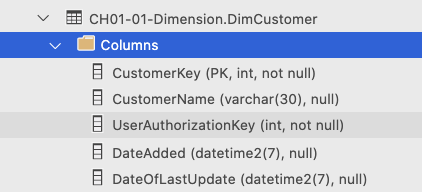 CH01-01-Dimension.DimCustomer
Columns
CustomerKey (PK, int, not null)
CustomerName (varchar(30), null)
UserAuthorizationKey (int, not null)
DateAdded (datetime2(7), null)
DateOfLastUpdate (datetime2(7), null)